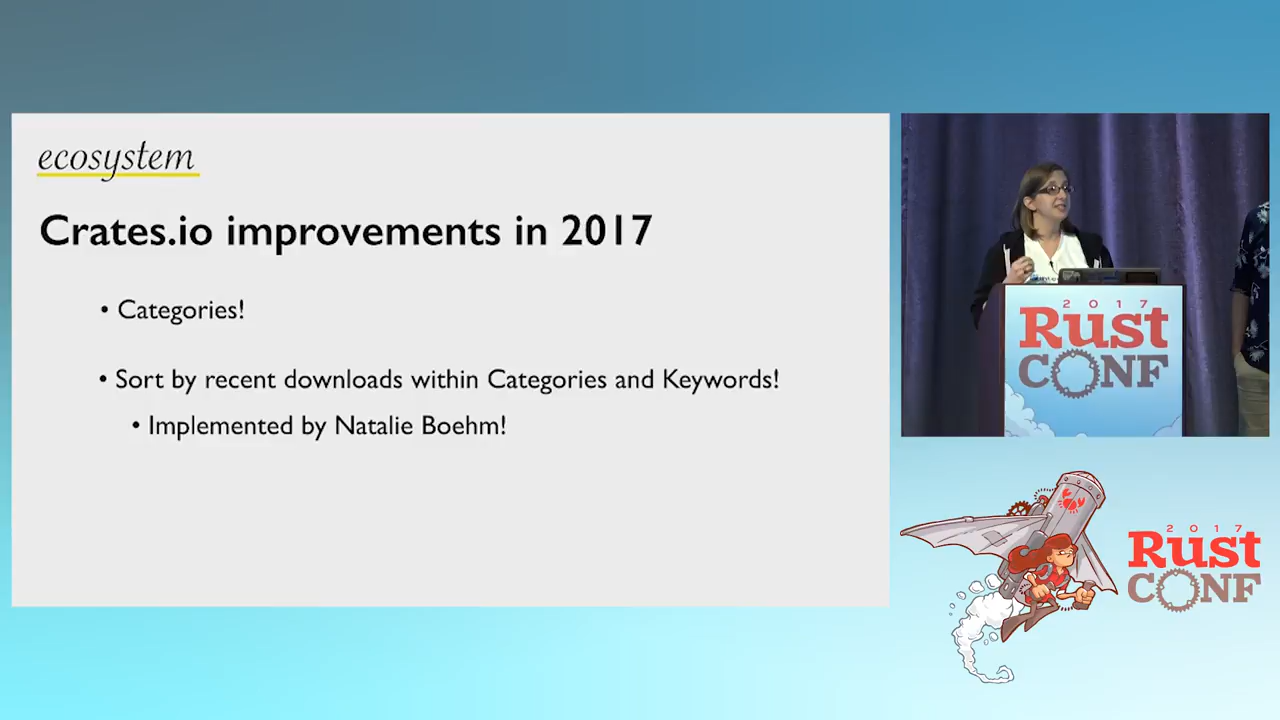 ecosystem
Crates.io improvements in 2017
• Categories!
• Sort by recent downloads within Categories and Keywords!
• Implemented by Natalie Boehm!
2017
Rust
CONF
2017
Rust
CONF